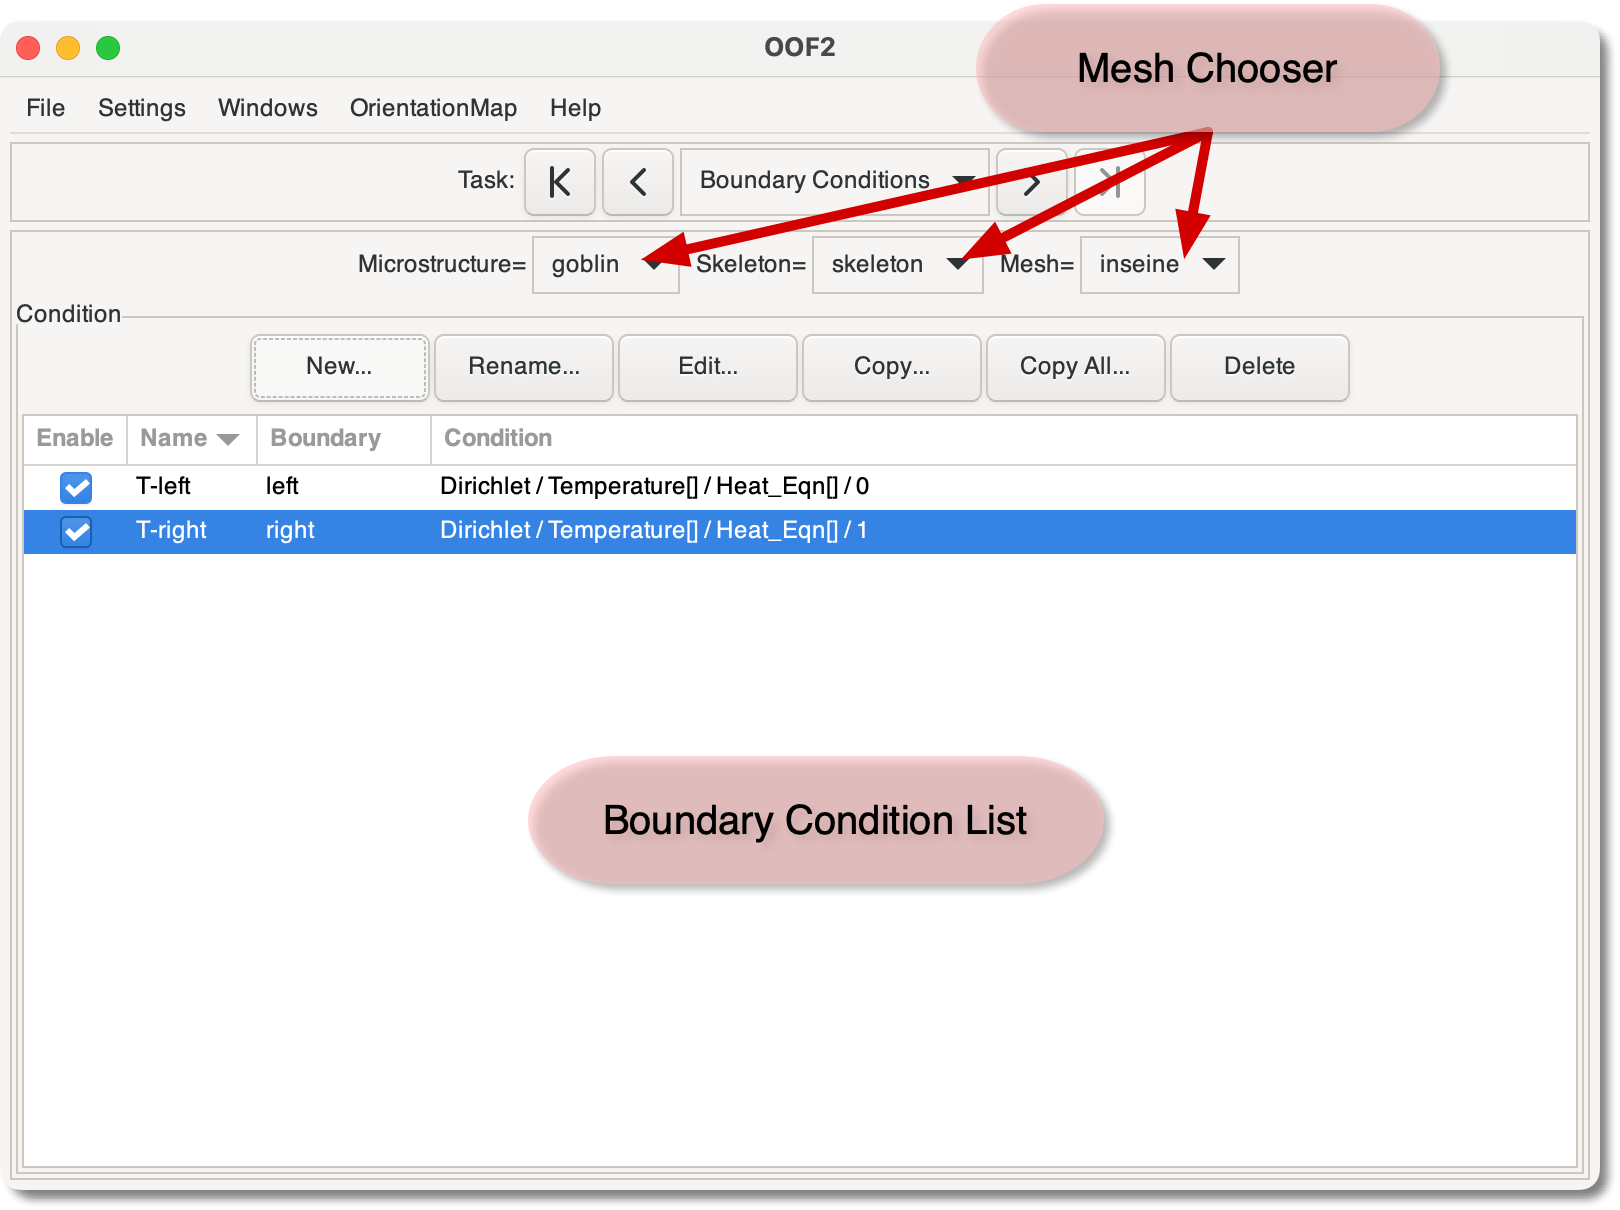 OOF2
Mesh Chooser
File Settings Windows OrientationMap Help
Task: Boundary Conditions
Microstructure= goblin Skeleton= skeleton Mesh= inseine
Condition
New... Rename... Edit... Copy... Copy All... Delete
Enable Name Boundary Condition
T-left left Dirichlet / Temperature[] / Heat_Eqn[] / 0
T-right right Dirichlet / Temperature[] / Heat_Eqn[] / 1
Boundary Condition List